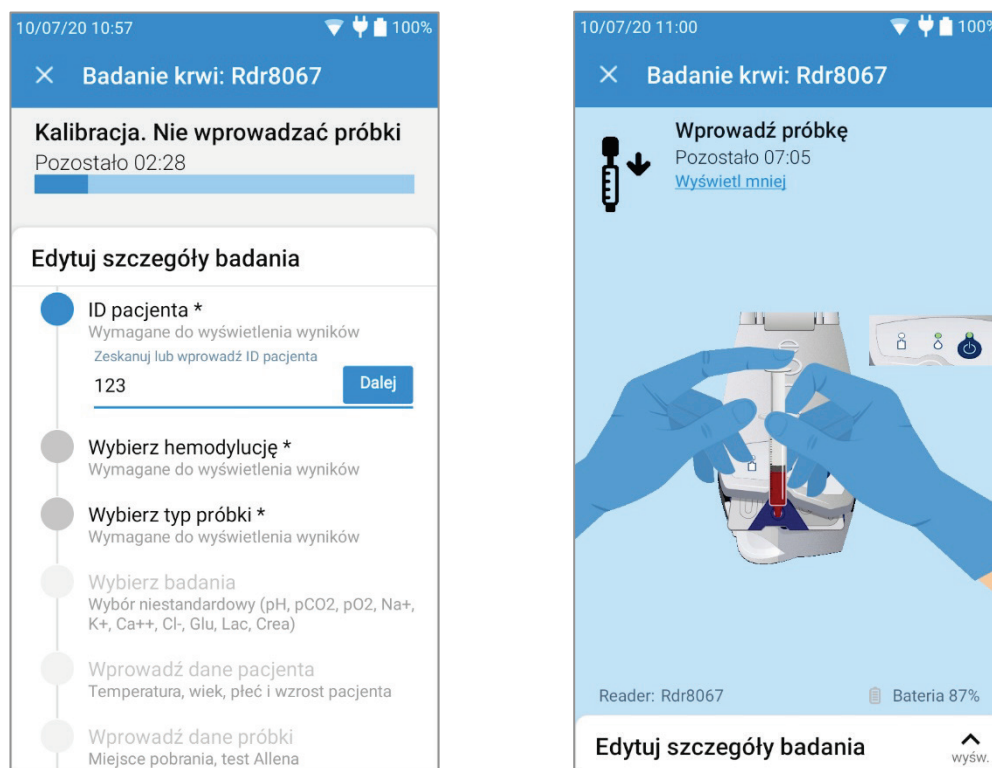 10/07/20 10:57
100%
Badanie krwi: Rdr8067
Kalibracja. Nie wprowadzać próbki
Pozostało 02:28
Edytuj szczegóły badania
ID pacjenta *
Wymagane do wyświetlenia wyników
Zeskanuj lub wprowadź ID pacjenta
123
Dalej
Wybierz hemodylucję *
Wymagane do wyświetlenia wyników
Wybierz typ próbki *
Wymagane do wyświetlenia wyników
Wybierz badania
Wybór niestandardowy (pH, pCO2, pO2, Na+,
K+, Ca++, Cl-, Glu, Lac, Crea)
Wprowadź dane pacjenta
Temperatura, wiek, płeć i wzrost pacjenta
Wprowadź dane próbki
Miejsce pobrania, test Allena
10/07/20 11:00
100%
Badanie krwi: Rdr8067
Wprowadź próbkę
Pozostało 07:05
Wyświetl mniej
Reader: Rdr8067
Bateria 87%
Edytuj szczegóły badania
wyśw.